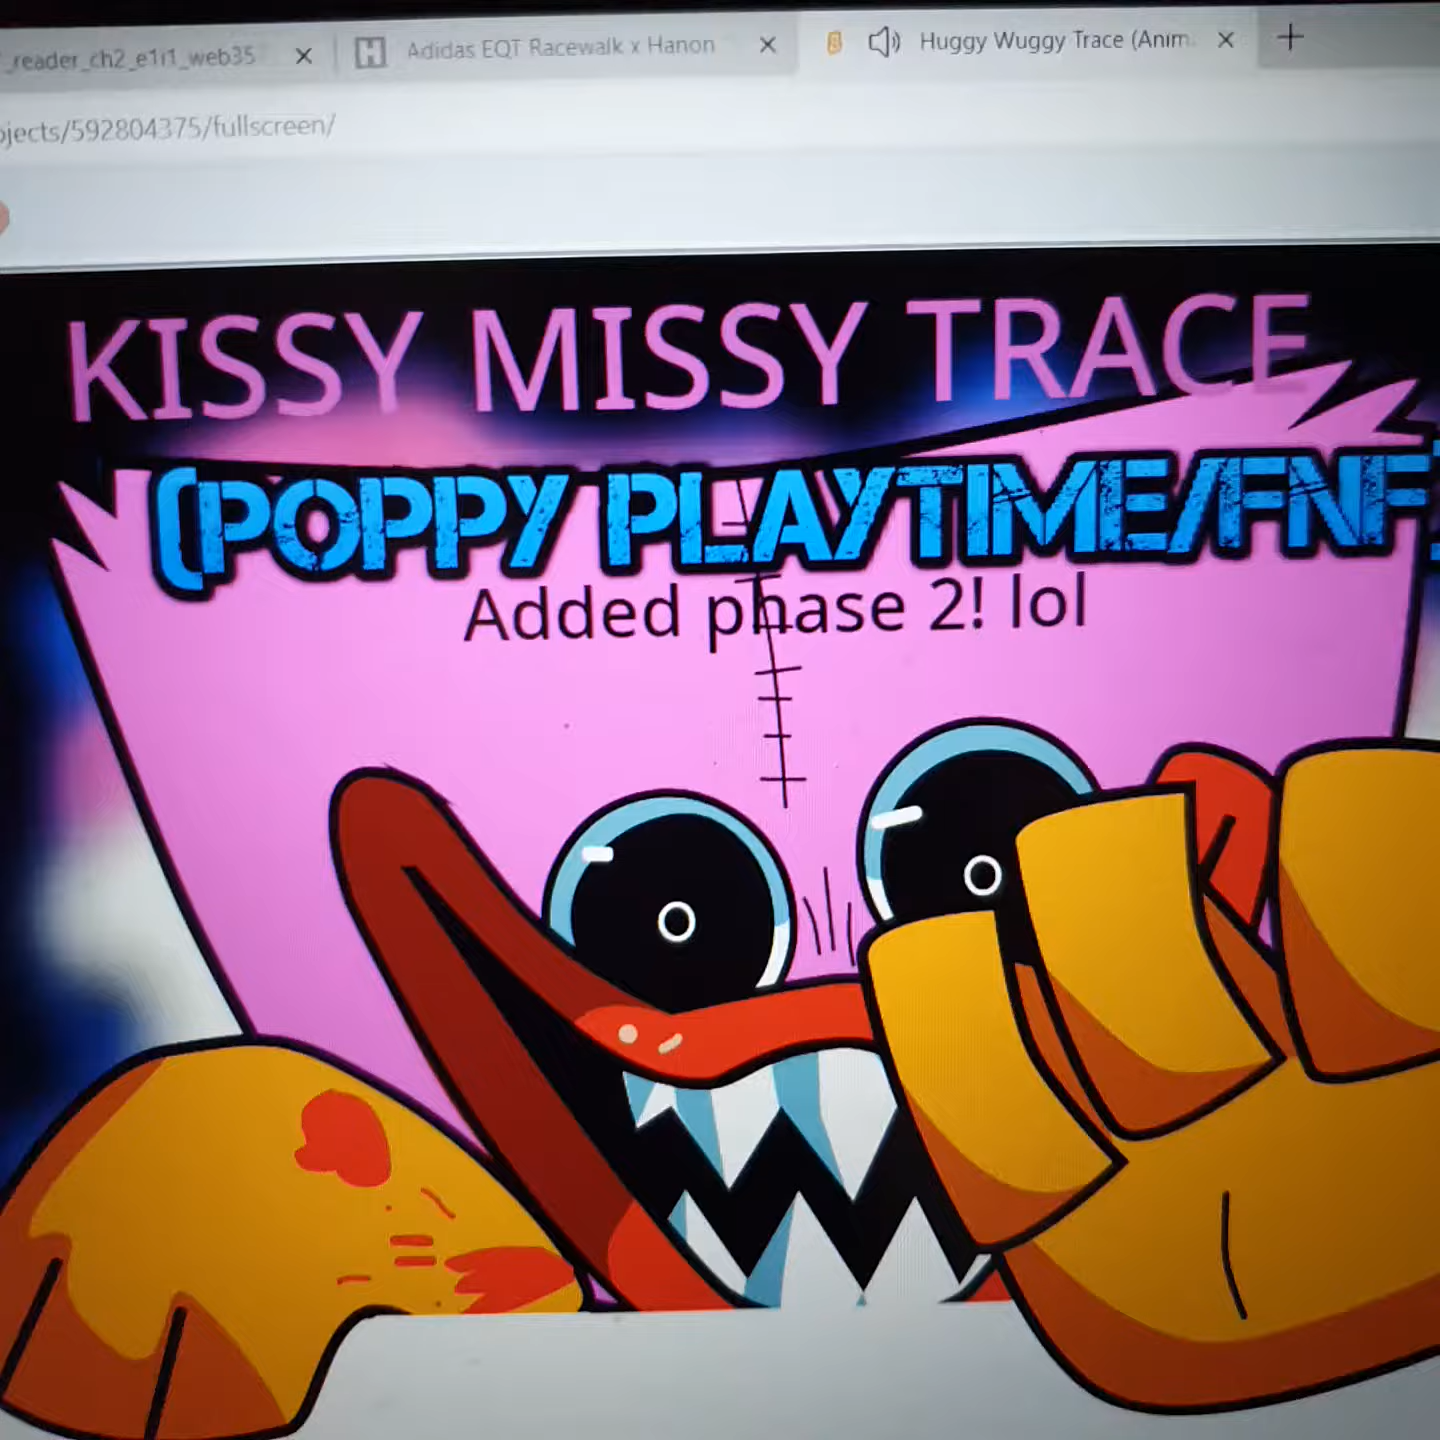 _reader_ch2_e1r1_web35
Adidas EQT Racewalk x Hanon
Huggy Wuggy Trace (Anim
jects/592804375/fullscreen/
KISSY MISSY TRACE
(POPPY PLAYTIME/FNF)
Added phase 2! lol